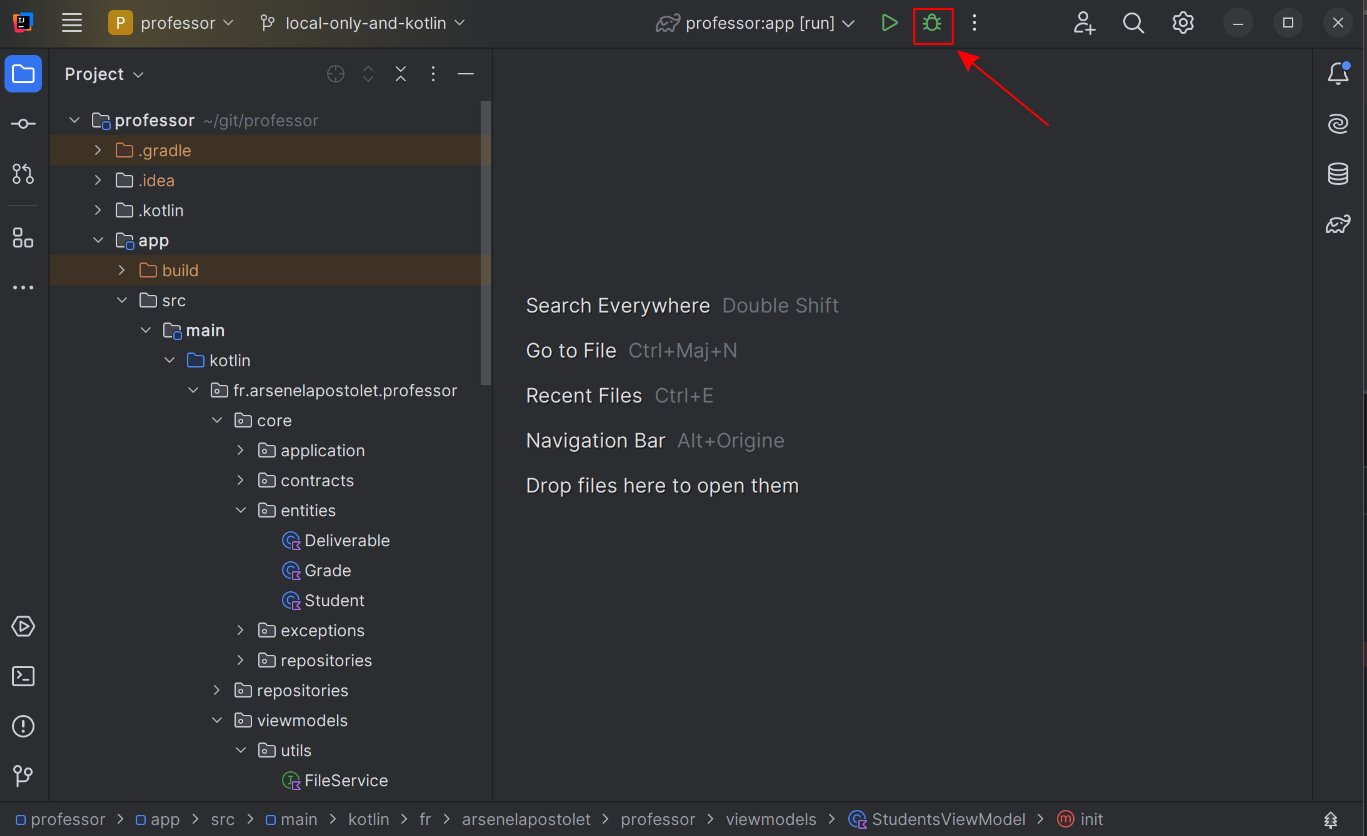 IJ P professor local-only-and-kotlin professor:app [run]
Project
professor ~/git/professor
.gradle
.idea
.kotlin
app
build
src
main
kotlin
fr.arsenelapostolet.professor
core
application
contracts
entities
Deliverable
Grade
Student
exceptions
repositories
repositories
viewmodels
utils
FileService
Search Everywhere Double Shift
Go to File Ctrl+Maj+N
Recent Files Ctrl+E
Navigation Bar Alt+Origine
Drop files here to open them
professor > app > src > main > kotlin > fr > arsenelapostolet > professor > viewmodels > StudentsViewModel > m init